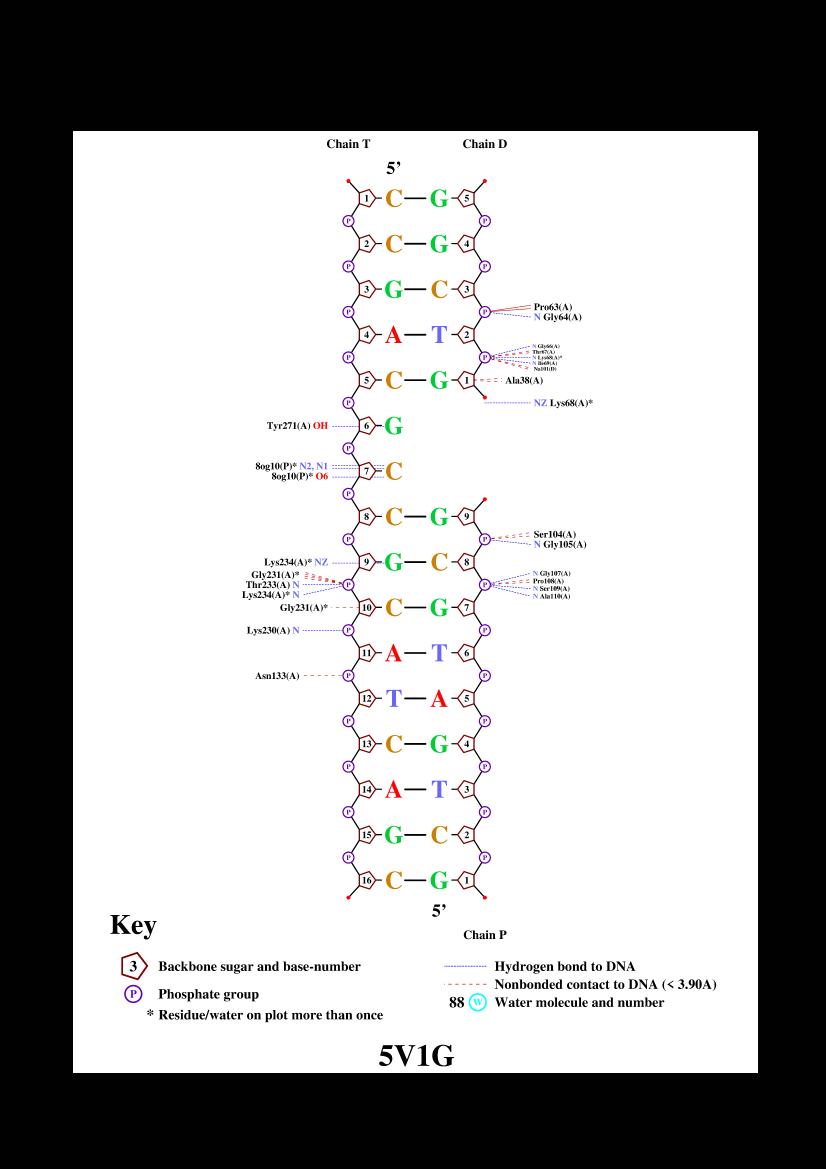 Chain T Chain D
5'
1 C G 5
P P
2 C G 4
P P
3 G C 3
Pro63(A)
P P
N Gly64(A)
4 A T 2
N Gly66(A)
Thr67(A)
P P N Lys68(A)*
N Ile69(A)
Na101(D)
5 C G 1 Ala38(A)
P NZ Lys68(A)*
Tyr271(A) OH 6 G
P
8og10(P)* N2, N1
7 C
8og10(P)* O6
P
8 C G 9
Ser104(A)
P P
N Gly105(A)
Lys234(A)* NZ 9 G C 8
Gly231(A)* N Gly107(A)
Thr233(A) N P P Pro108(A)
Lys234(A)* N N Ser109(A)
N Ala110(A)
Gly231(A)* 10 C G 7
Lys230(A) N P P
11 A T 6
Asn133(A) P P
12 T A 5
P P
13 C G 4
P P
14 A T 3
P P
15 G C 2
P P
16 C G 1
5'
Key
Chain P
3 Backbone sugar and base-number
P Phosphate group
* Residue/water on plot more than once
Hydrogen bond to DNA
Nonbonded contact to DNA (< 3.90A)
88 W Water molecule and number
5V1G